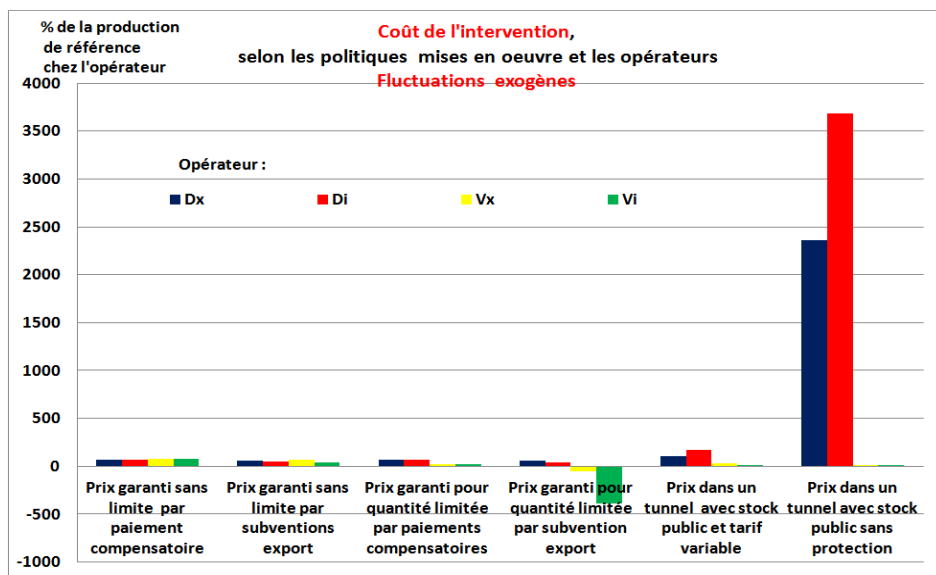 % de la production
de référence
chez l'opérateur
Coût de l'intervention,
selon les politiques mises en oeuvre et les opérateurs
Fluctuations exogènes
4000
3500
3000
2500
2000
1500
1000
500
0
-500
-1000
Opérateur :
Dx
Di
Vx
Vi
Prix garanti sans
limite par
paiement
compensatoire
Prix garanti sans
limite par
subventions
export
Prix garanti pour
quantité limitée
par paiements
compensatoires
Prix garanti pour
quantité limitée
par subvention
export
Prix dans un
tunnel avec stock
public et tarif
variable
Prix dans un
tunnel avec stock
public sans
protection